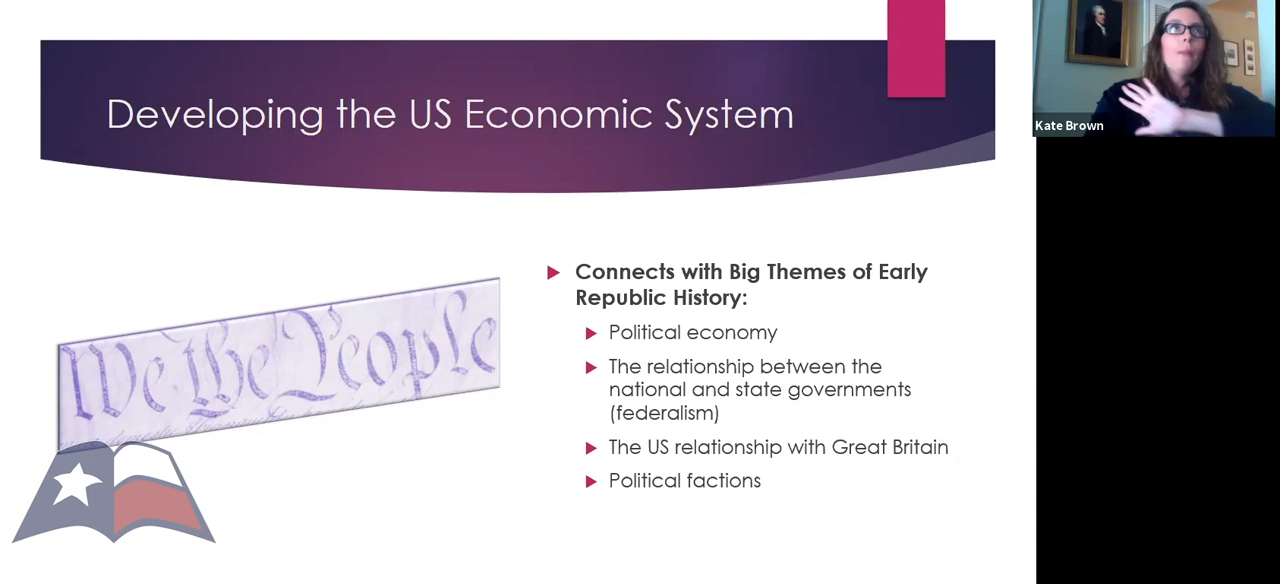 Developing the US Economic System
Kate Brown
Connects with Big Themes of Early
Republic History:
Political economy
The relationship between the
national and state governments
(federalism)
The US relationship with Great Britain
Political factions
We the People